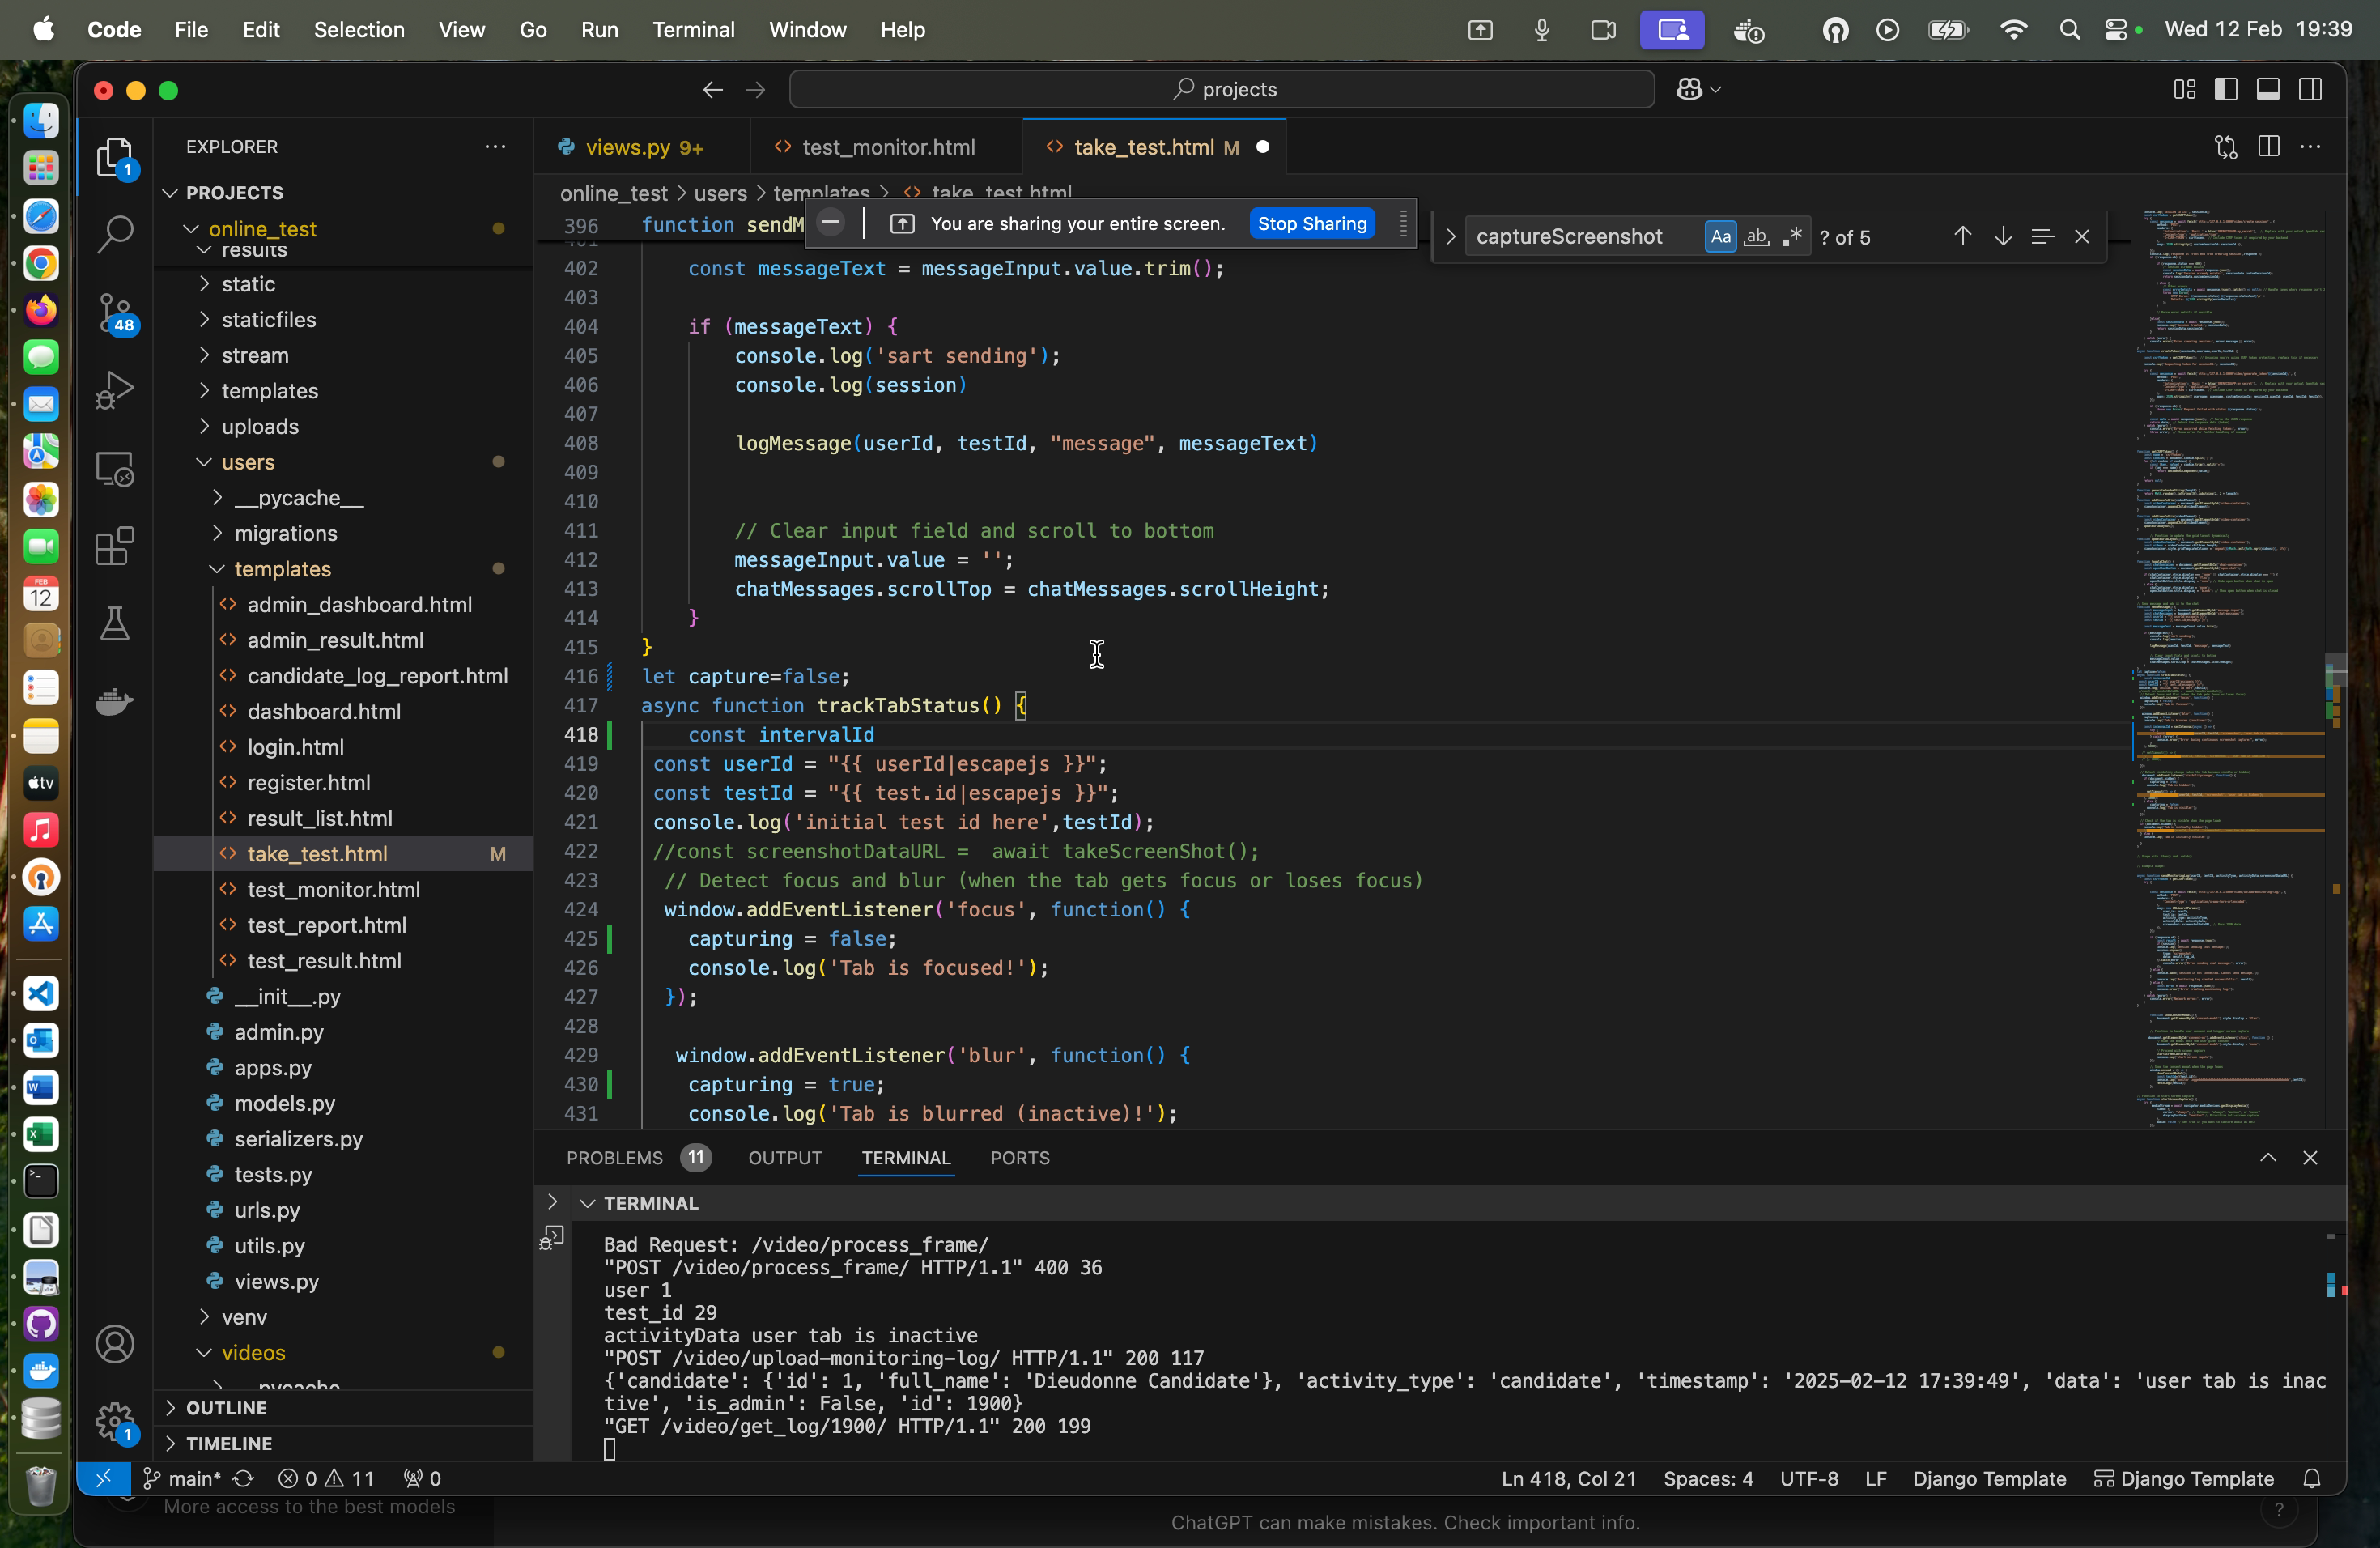 Code File Edit Selection View Go Run Terminal Window Help Wed 12 Feb 19:39
projects
EXPLORER
PROJECTS
online_test
results
static
staticfiles
stream
templates
uploads
users
__pycache__
migrations
templates
admin_dashboard.html
admin_result.html
candidate_log_report.html
dashboard.html
login.html
register.html
result_list.html
take_test.html M
test_monitor.html
test_report.html
test_result.html
__init__.py
admin.py
apps.py
models.py
serializers.py
tests.py
urls.py
utils.py
views.py
venv
videos
OUTLINE
TIMELINE
1
48
1
FEB
12
tv
views.py 9+ test_monitor.html take_test.html M
online_test > users > templates > take_test.html
You are sharing your entire screen. Stop Sharing
captureScreenshot Aa ab ? of 5
396 function sendM
402 const messageText = messageInput.value.trim();
403
404 if (messageText) {
405 console.log('sart sending');
406 console.log(session)
407
408 logMessage(userId, testId, "message", messageText)
409
410
411 // Clear input field and scroll to bottom
412 messageInput.value = '';
413 chatMessages.scrollTop = chatMessages.scrollHeight;
414 }
415 }
416 let capture=false;
417 async function trackTabStatus() {
418 const intervalId
419 const userId = "{{ userId|escapejs }}";
420 const testId = "{{ test.id|escapejs }}";
421 console.log('initial test id here',testId);
422 //const screenshotDataURL =  await takeScreenShot();
423 // Detect focus and blur (when the tab gets focus or loses focus)
424 window.addEventListener('focus', function() {
425 capturing = false;
426 console.log('Tab is focused!');
427 });
428
429 window.addEventListener('blur', function() {
430 capturing = true;
431 console.log('Tab is blurred (inactive)!');
PROBLEMS 11 OUTPUT TERMINAL PORTS
TERMINAL
Bad Request: /video/process_frame/
"POST /video/process_frame/ HTTP/1.1" 400 36
user 1
test_id 29
activityData user tab is inactive
"POST /video/upload-monitoring-log/ HTTP/1.1" 200 117
{'candidate': {'id': 1, 'full_name': 'Dieudonne Candidate'}, 'activity_type': 'candidate', 'timestamp': '2025-02-12 17:39:49', 'data': 'user tab is inac
tive', 'is_admin': False, 'id': 1900}
"GET /video/get_log/1900/ HTTP/1.1" 200 199
main* 0 11 0 Ln 418, Col 21 Spaces: 4 UTF-8 LF Django Template Django Template
More access to the best models
ChatGPT can make mistakes. Check important info.
?